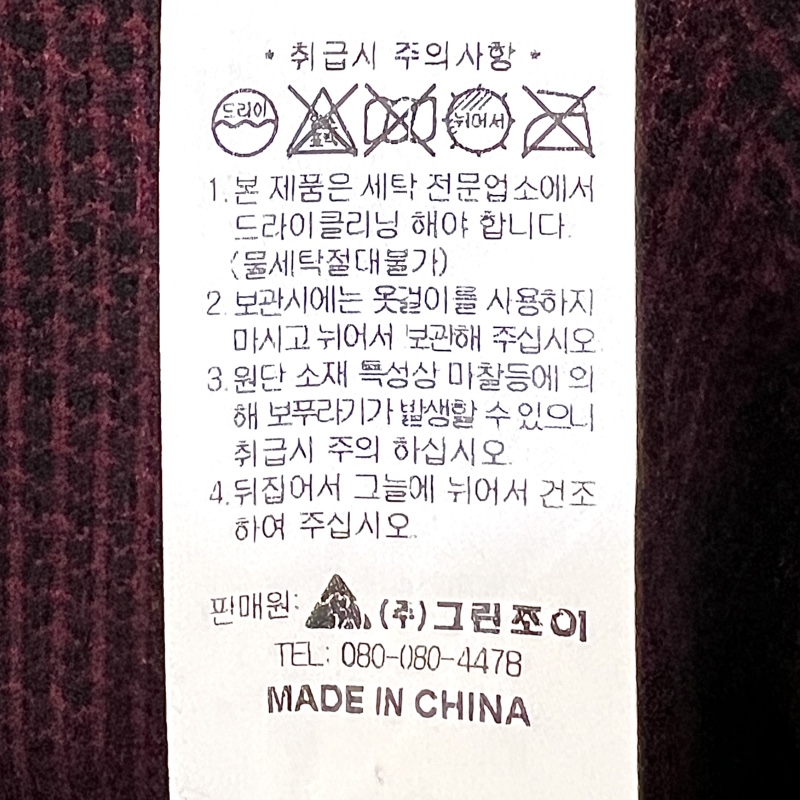 * 취급시 주의사항 *
드라이 염소 표백 뉘어서
1. 본 제품은 세탁 전문업소에서
드라이클리닝 해야 합니다.
(물세탁절대불가)
2. 보관시에는 옷걸이를 사용하지
마시고 뉘어서 보관해 주십시오.
3. 원단 소재 특성상 마찰등에 의
해 보푸라기가 발생할 수 있으니
취급시 주의 하십시오.
4. 뒤집어서 그늘에 뉘어서 건조
하여 주십시오.
판매원: (주)그린조이
TEL: 080-080-4478
MADE IN CHINA